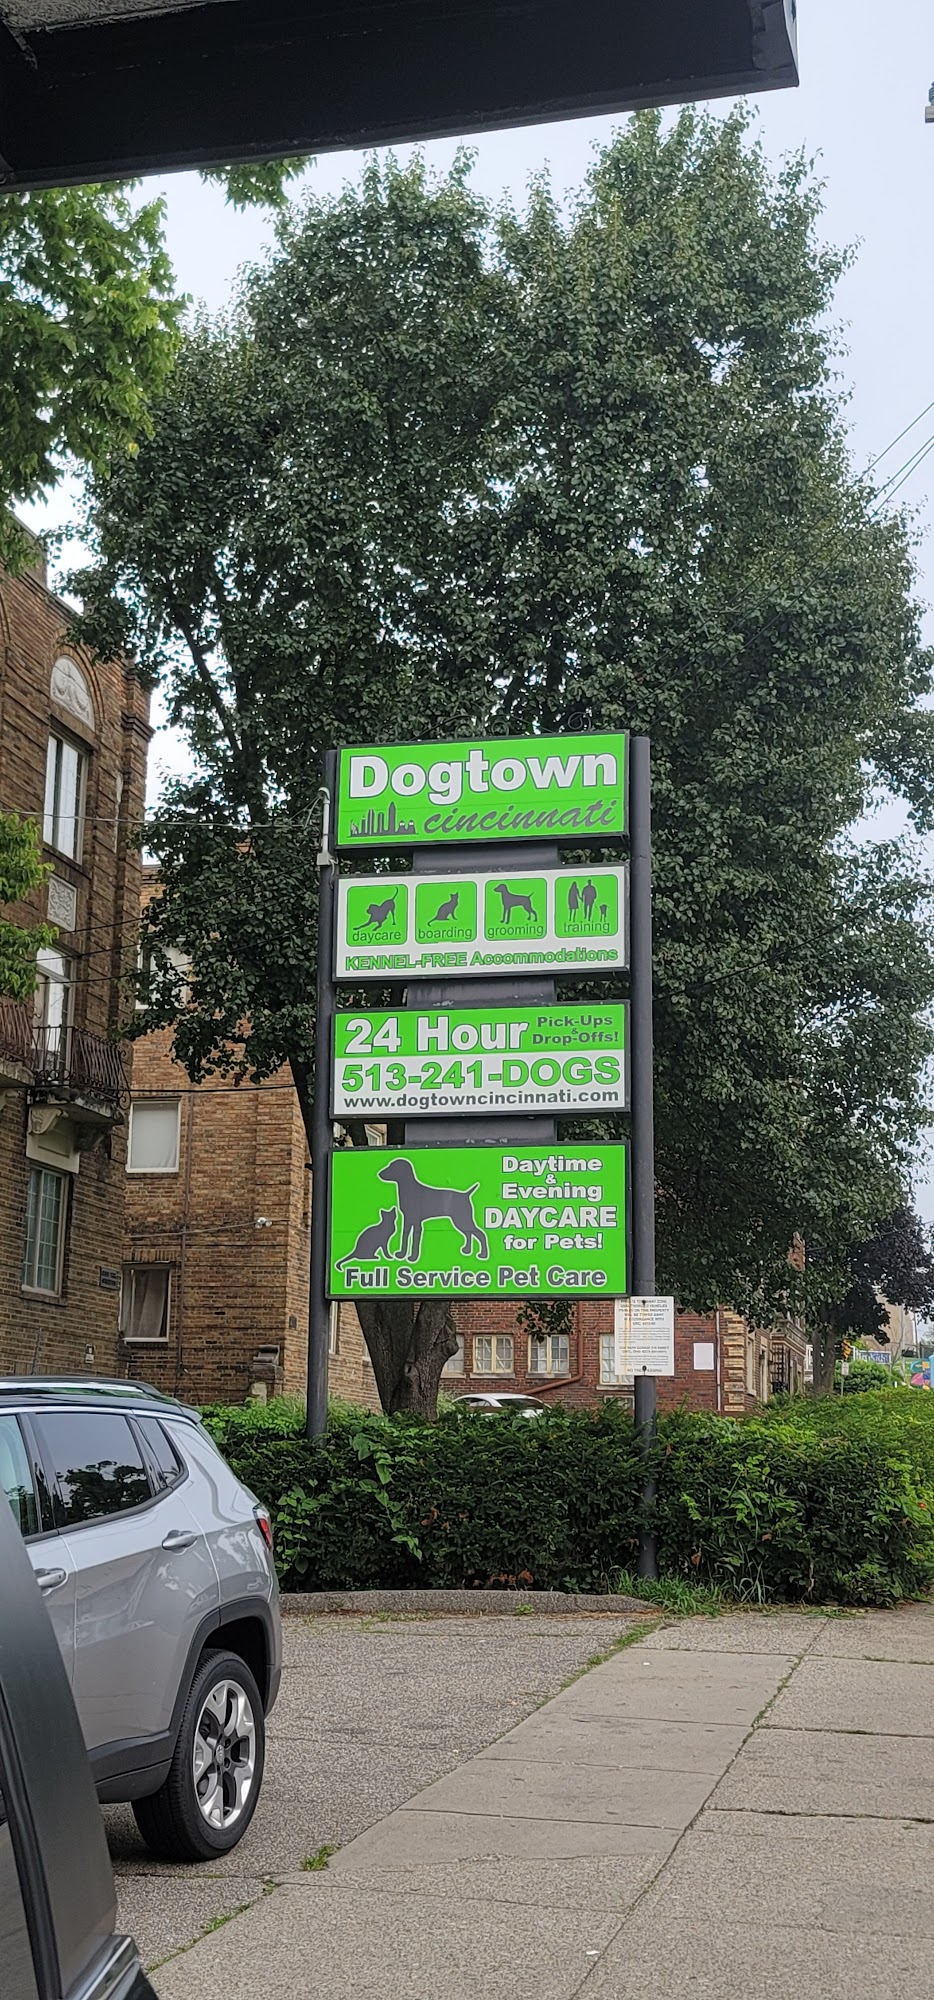 Dogtown
cincinnati
daycare boarding grooming training
KENNEL-FREE Accommodations
24 Hour Pick-Ups & Drop-Offs!
513-241-DOGS
www.dogtowncincinnati.com
Daytime
&
Evening
DAYCARE
for Pets!
Full Service Pet Care